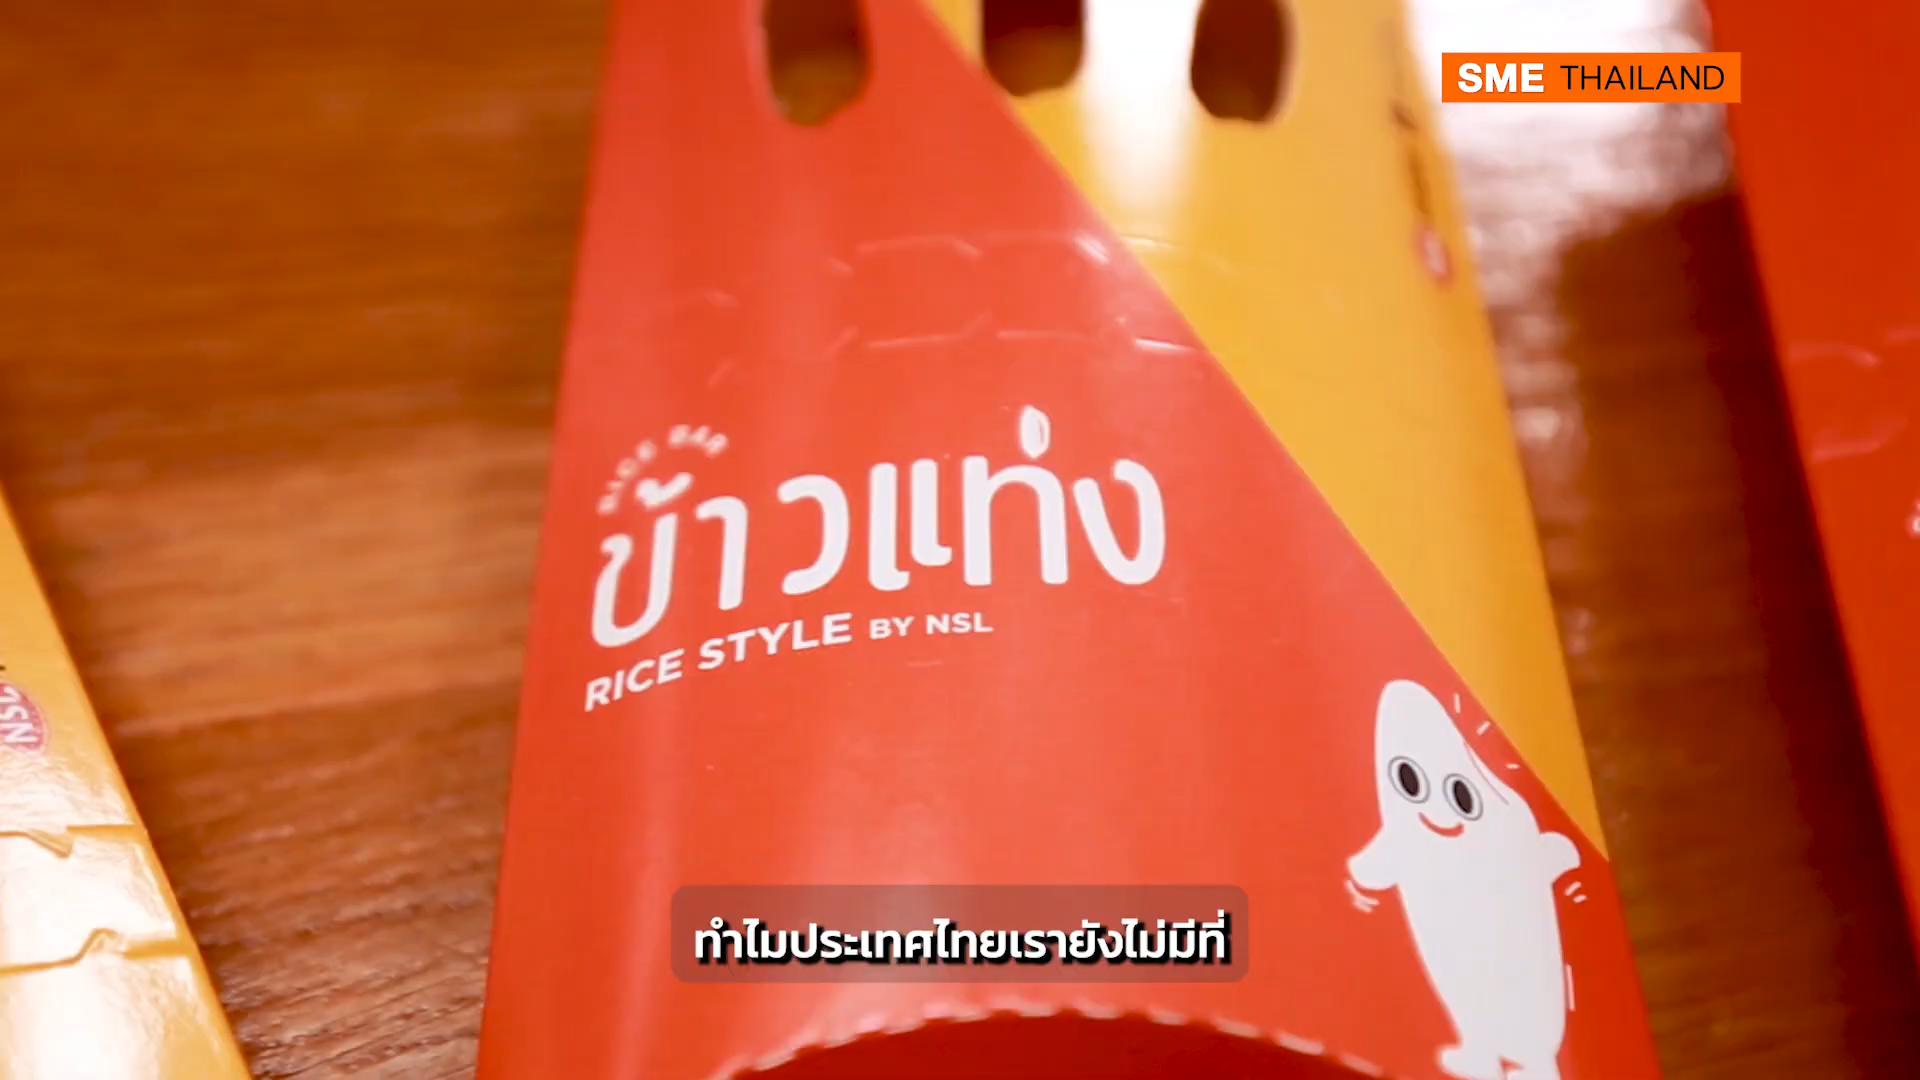 SME THAILAND
RICE BAR
ข้าวแท่ง
RICE STYLE BY NSL
NSL
ทำไมประเทศไทยเรายังไม่มีที่